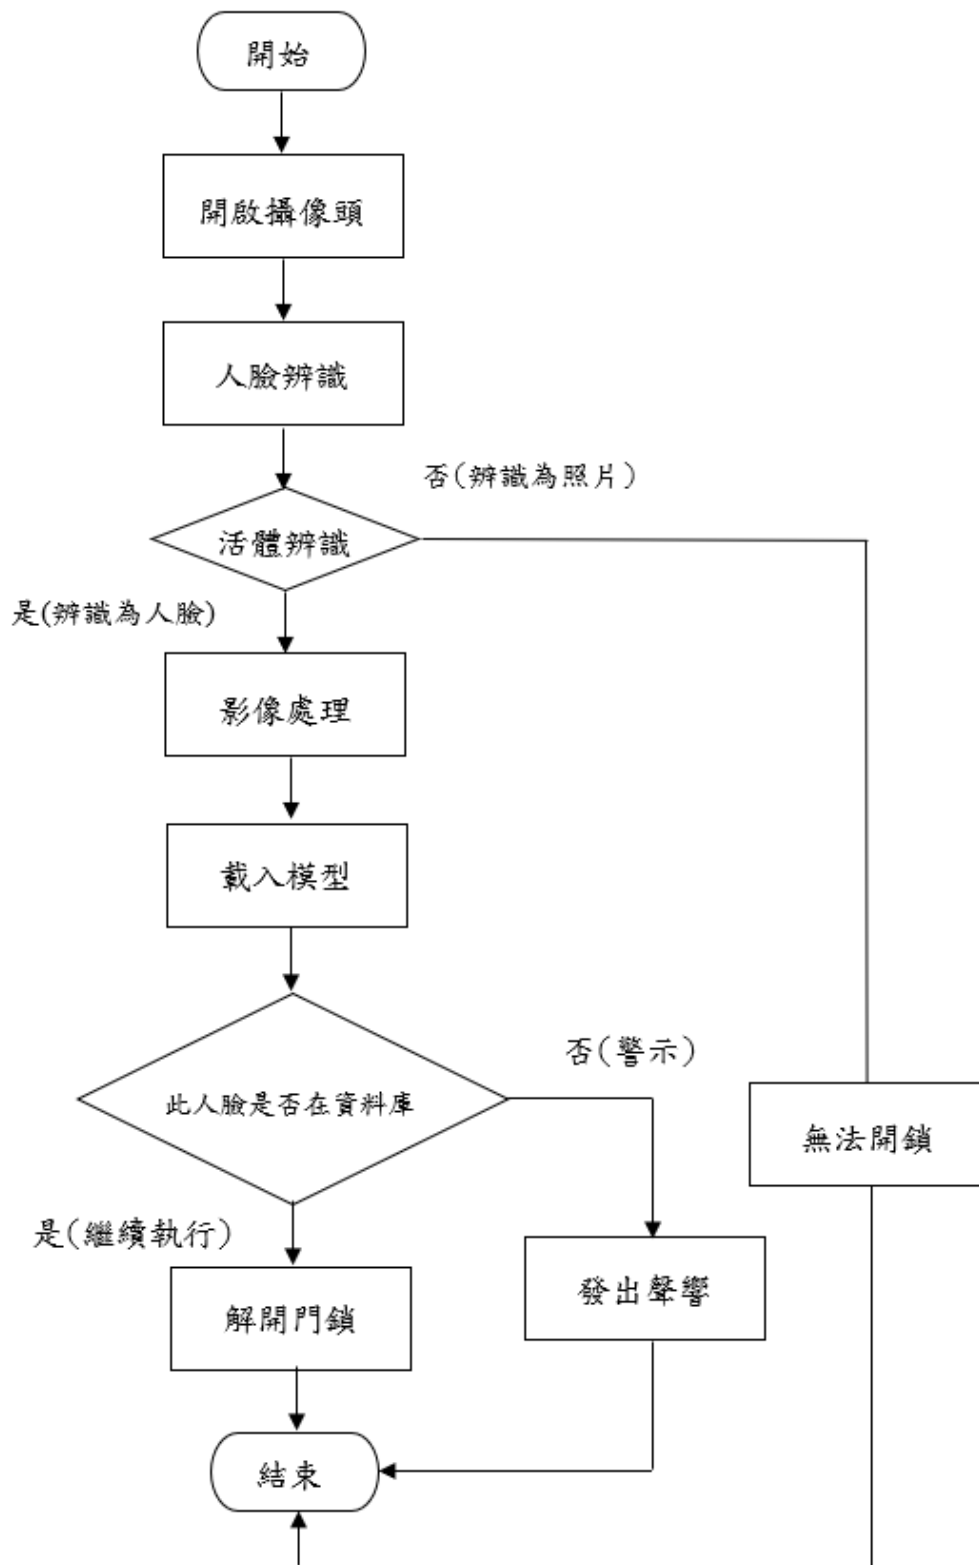 開始
開啟攝像頭
人臉辨識
否(辨識為照片)
活體辨識
是(辨識為人臉)
影像處理
載入模型
否(警示)
此人臉是否在資料庫
無法開鎖
是(繼續執行)
發出聲響
解開門鎖
結束